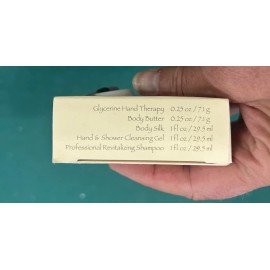 Glycerine Hand Therapy 0.25 oz / 7.1 g
Body Butter 0.25 oz / 7.1 g
Body Silk 1 fl oz / 29.5 ml
Hand & Shower Cleansing Gel 1 fl oz / 29.5 ml
Professional Revitalizing Shampoo 1 fl oz / 29.5 ml